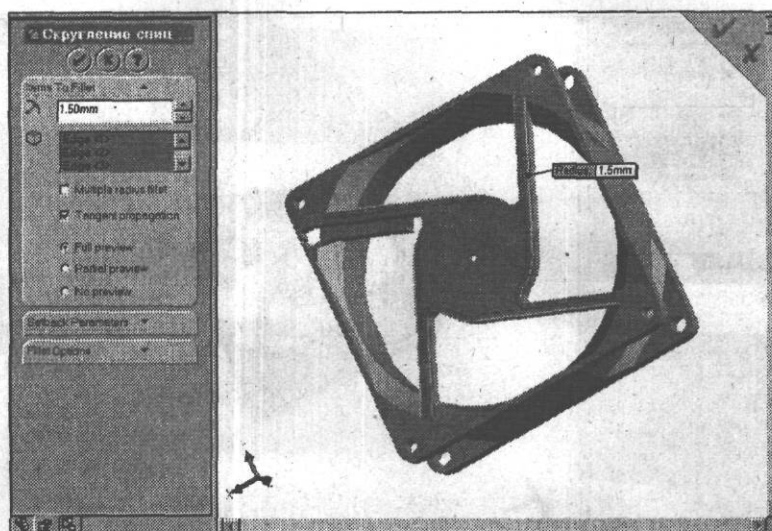 Скругление спиц
Items To Fillet
1.50mm
Edge <1>
Edge <2>
Edge <3>
Multiple radius fillet
Tangent propagation
Full preview
Partial preview
No preview
Setback Parameters
Fillet Options
Radius: 1.5mm